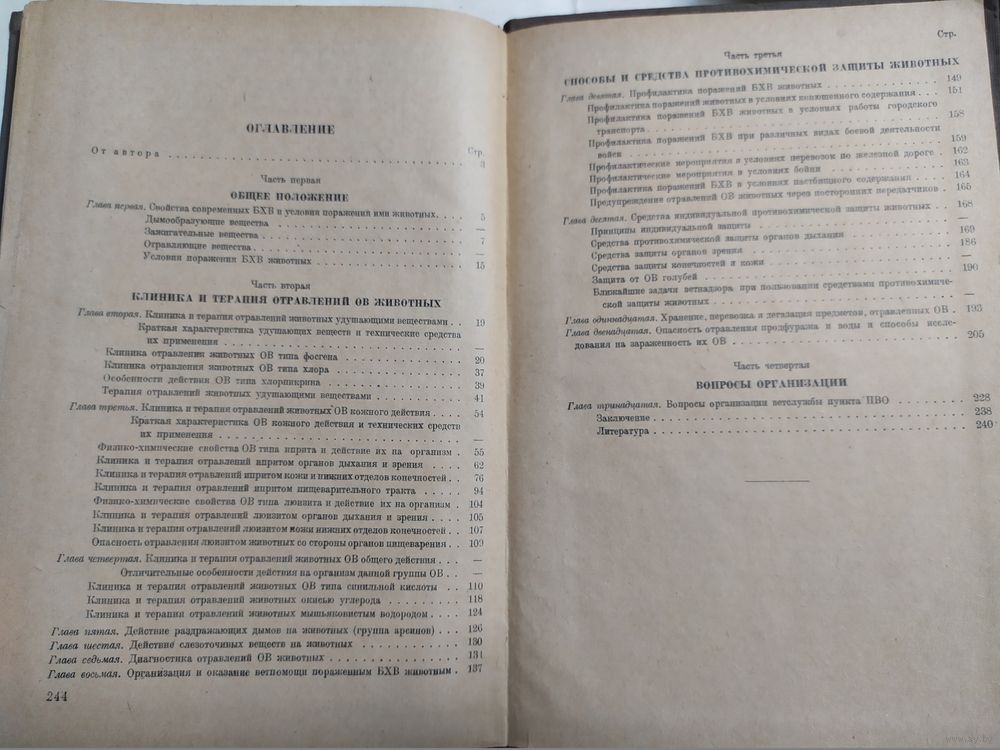 ОГЛАВЛЕНИЕ
Стр.
От автора . . . . . . . . . . 3
Часть первая
ОБЩЕЕ ПОЛОЖЕНИЕ
Глава первая. Свойства современных БХВ и условия поражения ими животных. . . . 5
Дымообразующие вещества . . . . . . . . . . —
Зажигательные вещества . . . . . . . . . . 7
Отравляющие вещества . . . . . . . . . . —
Условия поражения БХВ животных . . . . . . . . . . 15
Часть вторая
КЛИНИКА И ТЕРАПИЯ ОТРАВЛЕНИЙ ОВ ЖИВОТНЫХ
Глава вторая. Клиника и терапия отравлений животных удушающими веществами . . 19
Краткая характеристика удушающих веществ и технические средства
их применения . . . . . . . . . . —
Клиника отравления животных ОВ типа фосгена . . . . . . . . . . 20
Клиника отравления животных ОВ типа хлора . . . . . . . . . . 37
Особенности действия ОВ типа хлорпикрина . . . . . . . . . . 39
Терапия отравлений животных удушающими веществами . . . . . . 41
Глава третья. Клиника и терапия отравлений животных ОВ кожного действия . . . . 54
Краткая характеристика ОВ кожного действия и технических средств
их применения . . . . . . . . . . —
Физико-химические свойства ОВ типа иприта и действие их на организм . 55
Клиника и терапия отравлений ипритом органов дыхания и зрения . . . . 62
Клиника и терапия отравлений ипритом кожи и нижних отделов конечностей . . 76
Клиника и терапия отравлений ипритом пищеварительного тракта . . . . . 94
Физико-химические свойства ОВ типа люизита и действие их на организм . 104
Клиника и терапия отравлений люизитом органов дыхания и зрения . . . . 105
Клиника и терапия отравлений люизитом кожи нижних отделов конечностей . . 107
Опасность отравления люизитом животных со стороны органов пищеварения . . 109
Глава четвертая. Клиника и терапия отравлений животных ОВ общего действия . . . —
Отличительные особенности действия на организм данной группы ОВ . . —
Клиника и терапия отравлений животных ОВ типа синильной кислоты . . 110
Клиника и терапия отравлений животных окисью углерода . . . . . . . . . 118
Клиника и терапия отравлений животных мышьяковистым водородом . . . . 124
Глава пятая. Действие раздражающих дымов на животных (группа арсинов) . . . 126
Глава шестая. Действие слезоточивых веществ на животных . . . . . . . . . . 130
Глава седьмая. Диагностика отравлений ОВ животных . . . . . . . . . . 131
Глава восьмая. Организация и оказание ветпомощи пораженным БХВ животным . 137
244
Стр.
Часть третья
СПОСОБЫ И СРЕДСТВА ПРОТИВОХИМИЧЕСКОЙ ЗАЩИТЫ ЖИВОТНЫХ
Глава девятая. Профилактика поражений БХВ животных . . . . . . . . . . 149
Профилактика поражений животных в условиях конюшенного содержания . . . 151
Профилактика поражений БХВ животных в условиях работы городского
транспорта . . . . . . . . . . 158
Профилактика поражений БХВ при различных видах боевой деятельности
войск . . . . . . . . . . 159
Профилактические мероприятия в условиях перевозок по железной дороге . 162
Профилактические мероприятия в условиях бойни . . . . . . . . . . 163
Профилактика поражений БХВ в условиях пастбищного содержания . . . . 164
Предупреждение отравлений ОВ животных через посторонних передатчиков . 165
Глава десятая. Средства индивидуальной противохимической защиты животных . . 168
Принципы индивидуальной защиты . . . . . . . . . . —
Средства противохимической защиты органов дыхания . . . . . . . . . . 169
Средства защиты органов зрения . . . . . . . . . . 186
Средства защиты конечностей и кожи . . . . . . . . . . —
Защита от ОВ голубей . . . . . . . . . . 190
Ближайшие задачи ветнадзора при пользовании средствами противохимиче-
ской защиты животных . . . . . . . . . . —
Глава одиннадцатая. Хранение, перевозка и дегазация предметов, отравленных ОВ . 193
Глава двенадцатая. Опасность отравления продфуража и воды и способы иссле-
дования на зараженность их ОВ . . . . . . . . . . 205
Часть четвертая
ВОПРОСЫ ОРГАНИЗАЦИИ
Глава тринадцатая. Вопросы организации ветслужбы пункта ПВО . . . . . . . . . . 228
Заключение . . . . . . . . . . 238
Литература . . . . . . . . . . 240